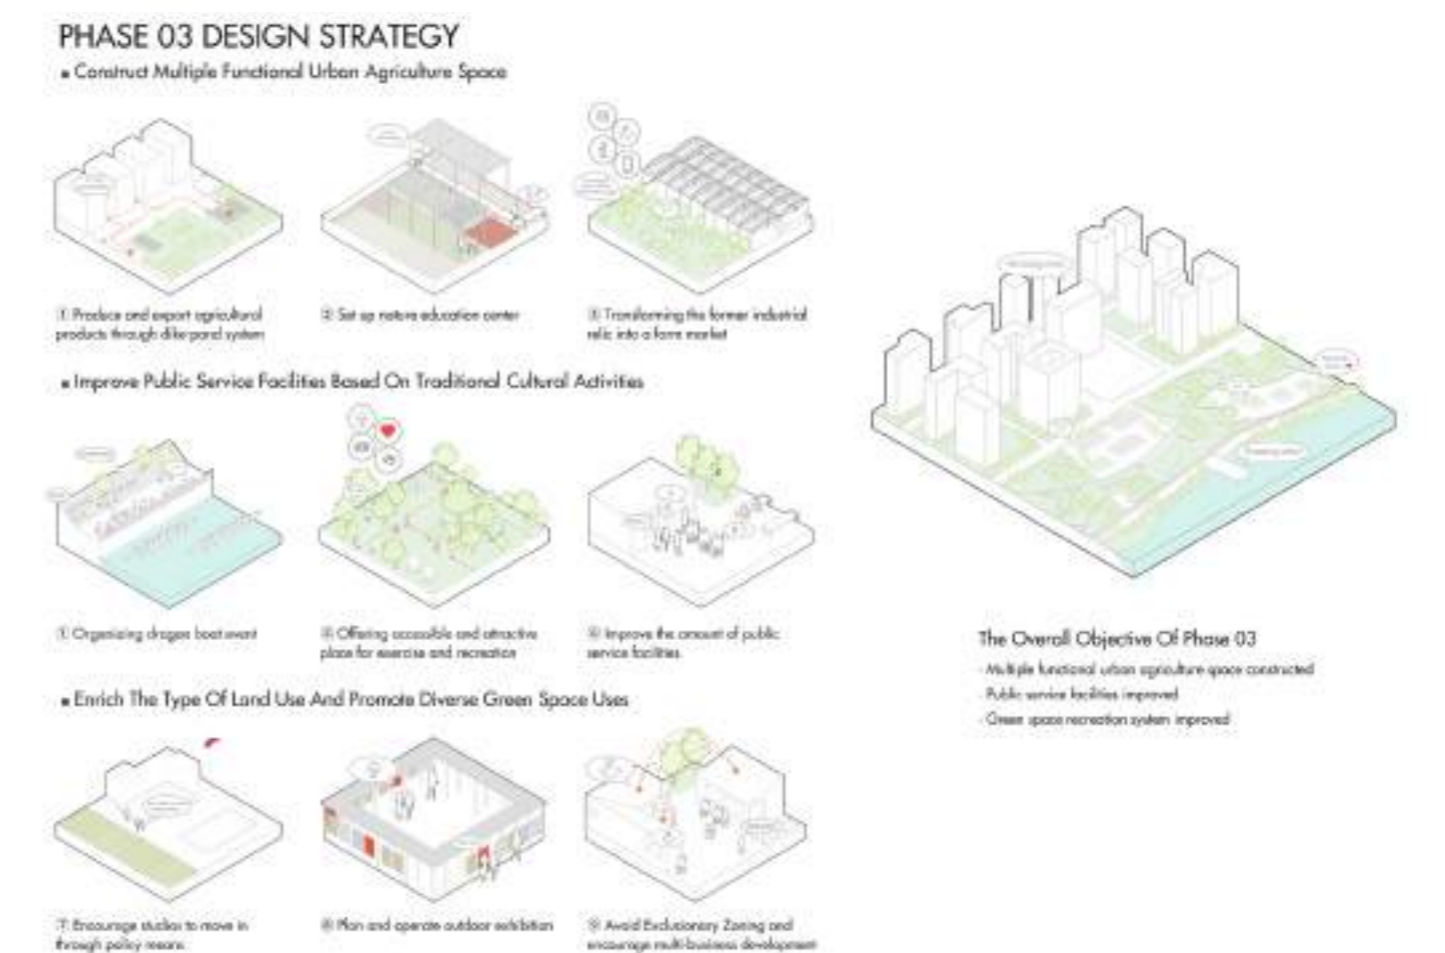 PHASE 03 DESIGN STRATEGY
▪ Construct Multiple Functional Urban Agriculture Space
① Produce and export agricultural
products through dike-pond system
② Set up nature education center
③ Transforming the former industrial
relic into a farm market
▪ Improve Public Service Facilities Based On Traditional Cultural Activities
Organizing dragon boat event
Offering accessible and attractive
place for exercise and recreation
⑥ Improve the amount of public
service facilities
▪ Enrich The Type Of Land Use And Promote Diverse Green Space Uses
⑦ Encourage studios to move in
through policy means
⑧ Plan and operate outdoor exhibition
⑨ Avoid Exclusionary Zoning and
encourage multi-business development
The Overall Objective Of Phase 03
- Multiple functional urban agriculture space constructed
- Public service facilities improved
- Green space recreation system improved